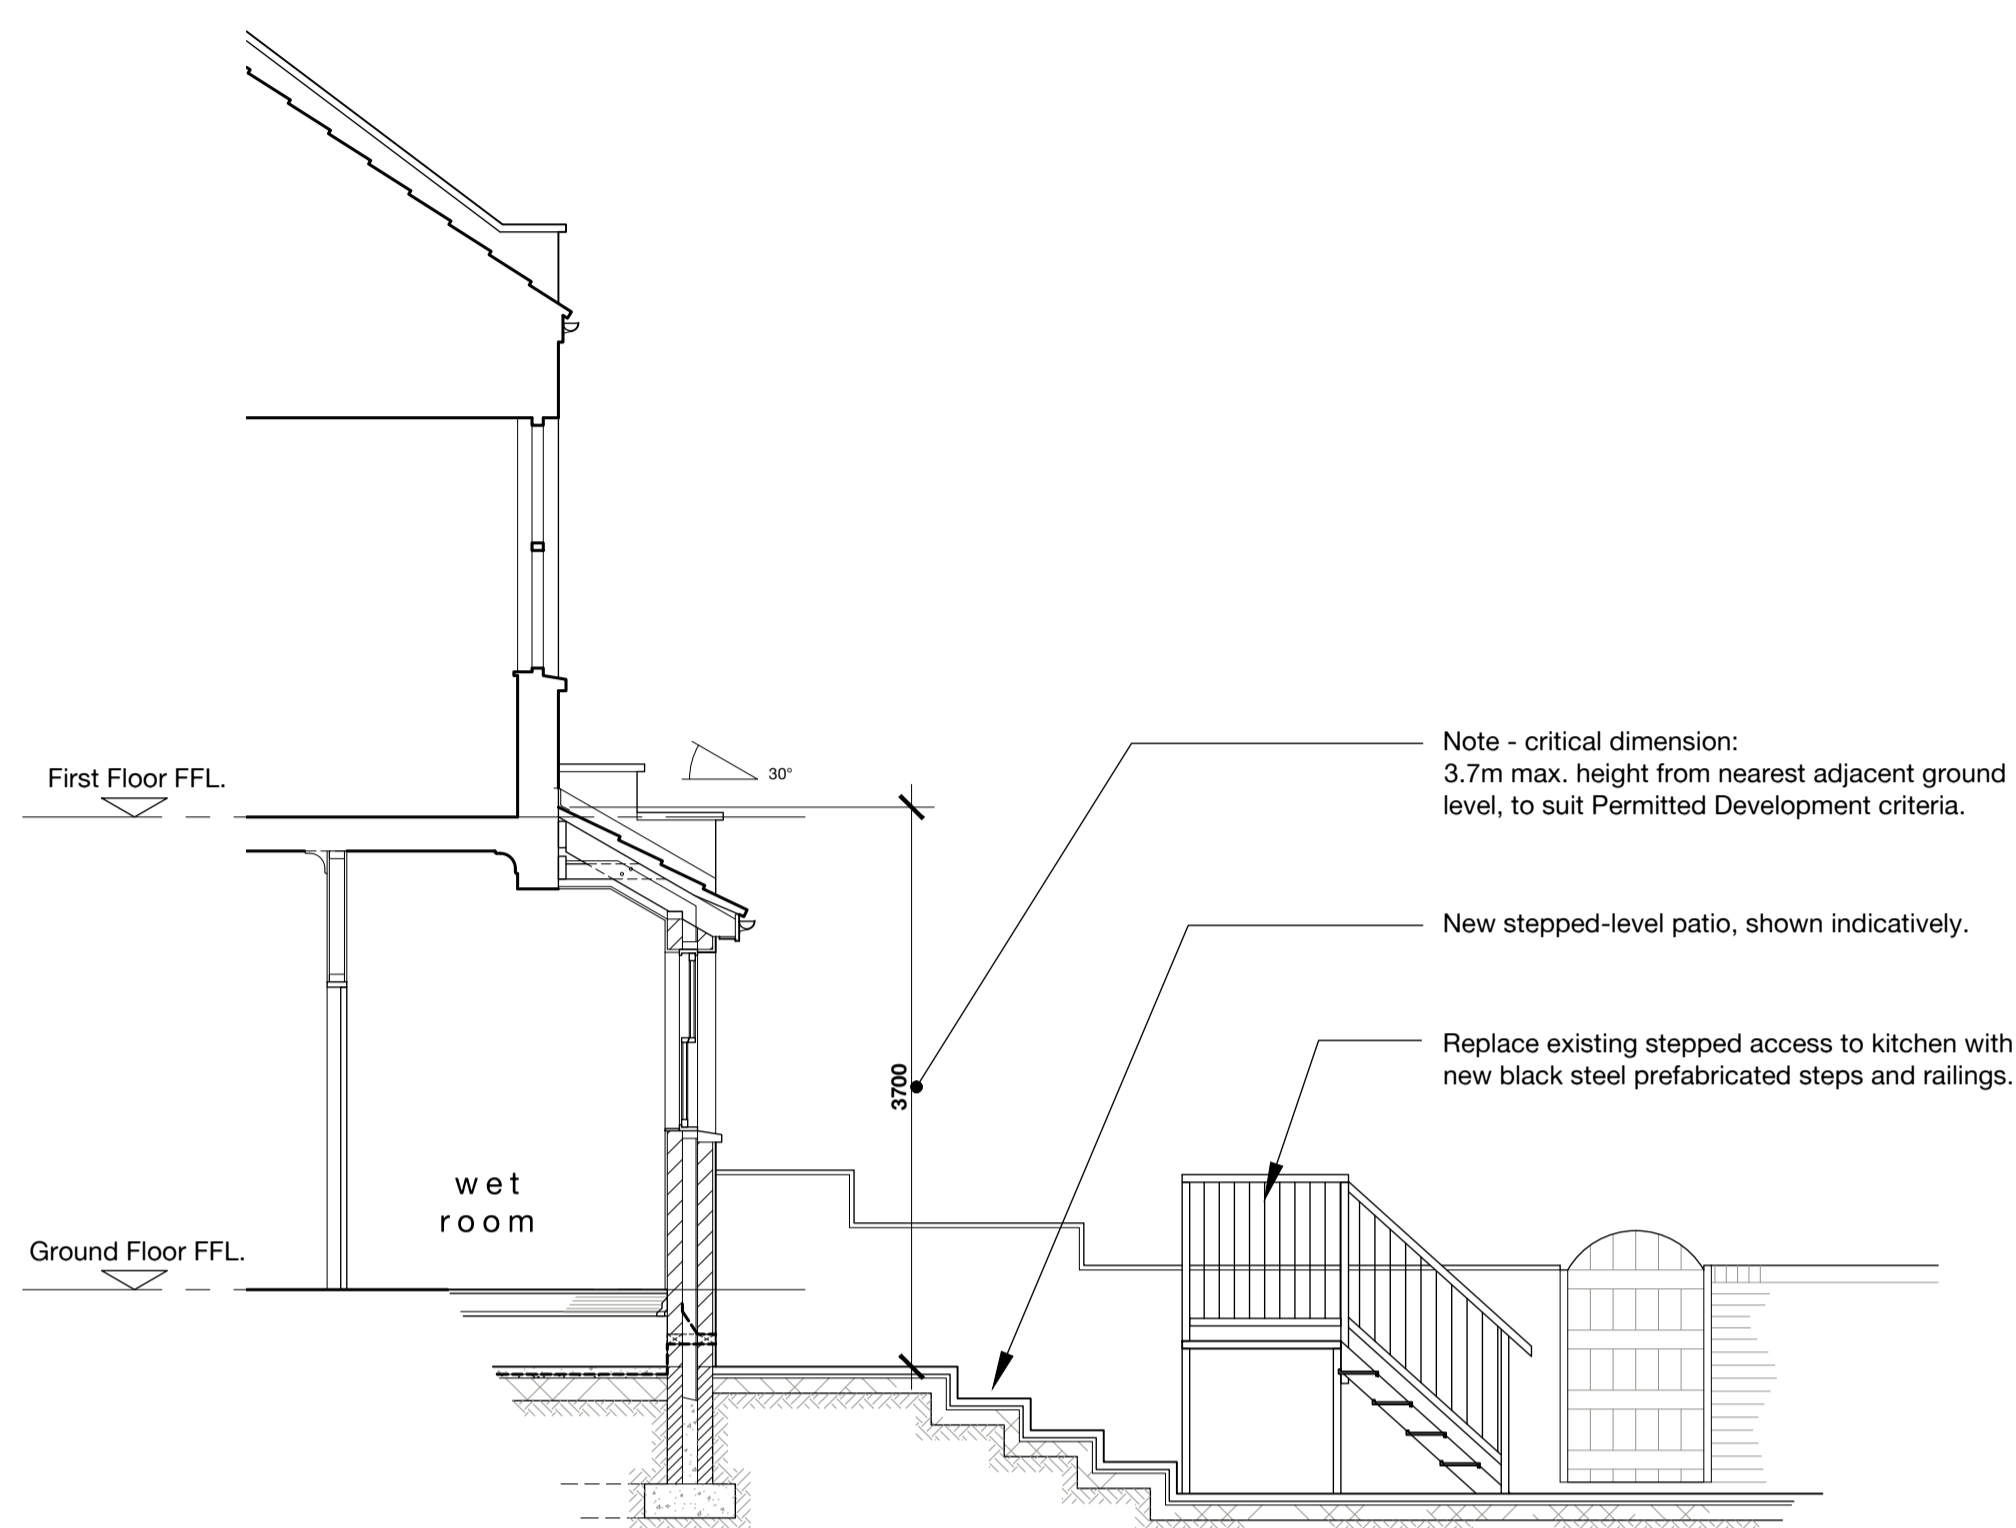 First Floor FFL.
30°
Note - critical dimension:
3.7m max. height from nearest adjacent ground
level, to suit Permitted Development criteria.
New stepped-level patio, shown indicatively.
Replace existing stepped access to kitchen with
new black steel prefabricated steps and railings.
3700
wet
room
Ground Floor FFL.